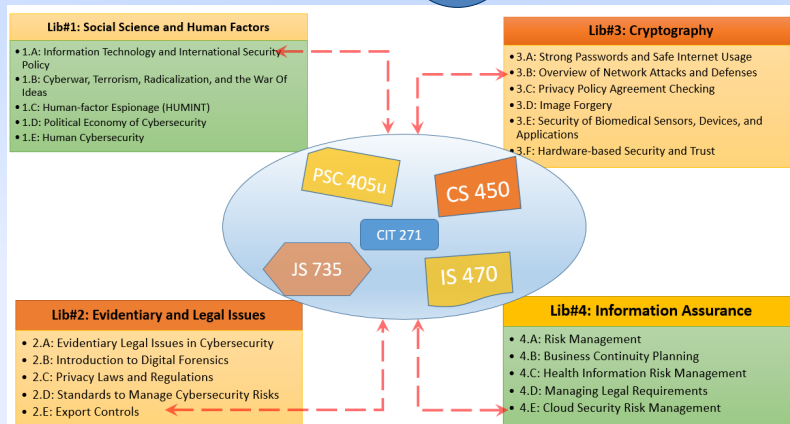 Lib#1: Social Science and Human Factors
•1.A: Information Technology and International Security
Policy
•1.B: Cyberwar, Terrorism, Radicalization, and the War Of
Ideas
•1.C: Human-factor Espionage (HUMINT)
•1.D: Political Economy of Cybersecurity
•1.E: Human Cybersecurity
Lib#3: Cryptography
•3.A: Strong Passwords and Safe Internet Usage
•3.B: Overview of Network Attacks and Defenses
•3.C: Privacy Policy Agreement Checking
•3.D: Image Forgery
•3.E: Security of Biomedical Sensors, Devices, and
Applications
•3.F: Hardware-based Security and Trust
PSC 405u
CS 450
CIT 271
JS 735
IS 470
Lib#2: Evidentiary and Legal Issues
• 2.A: Evidentiary Legal Issues in Cybersecurity
• 2.B: Introduction to Digital Forensics
• 2.C: Privacy Laws and Regulations
• 2.D: Standards to Manage Cybersecurity Risks
• 2.E: Export Controls
Lib#4: Information Assurance
• 4.A: Risk Management
• 4.B: Business Continuity Planning
• 4.C: Health Information Risk Management
• 4.D: Managing Legal Requirements
• 4.E: Cloud Security Risk Management